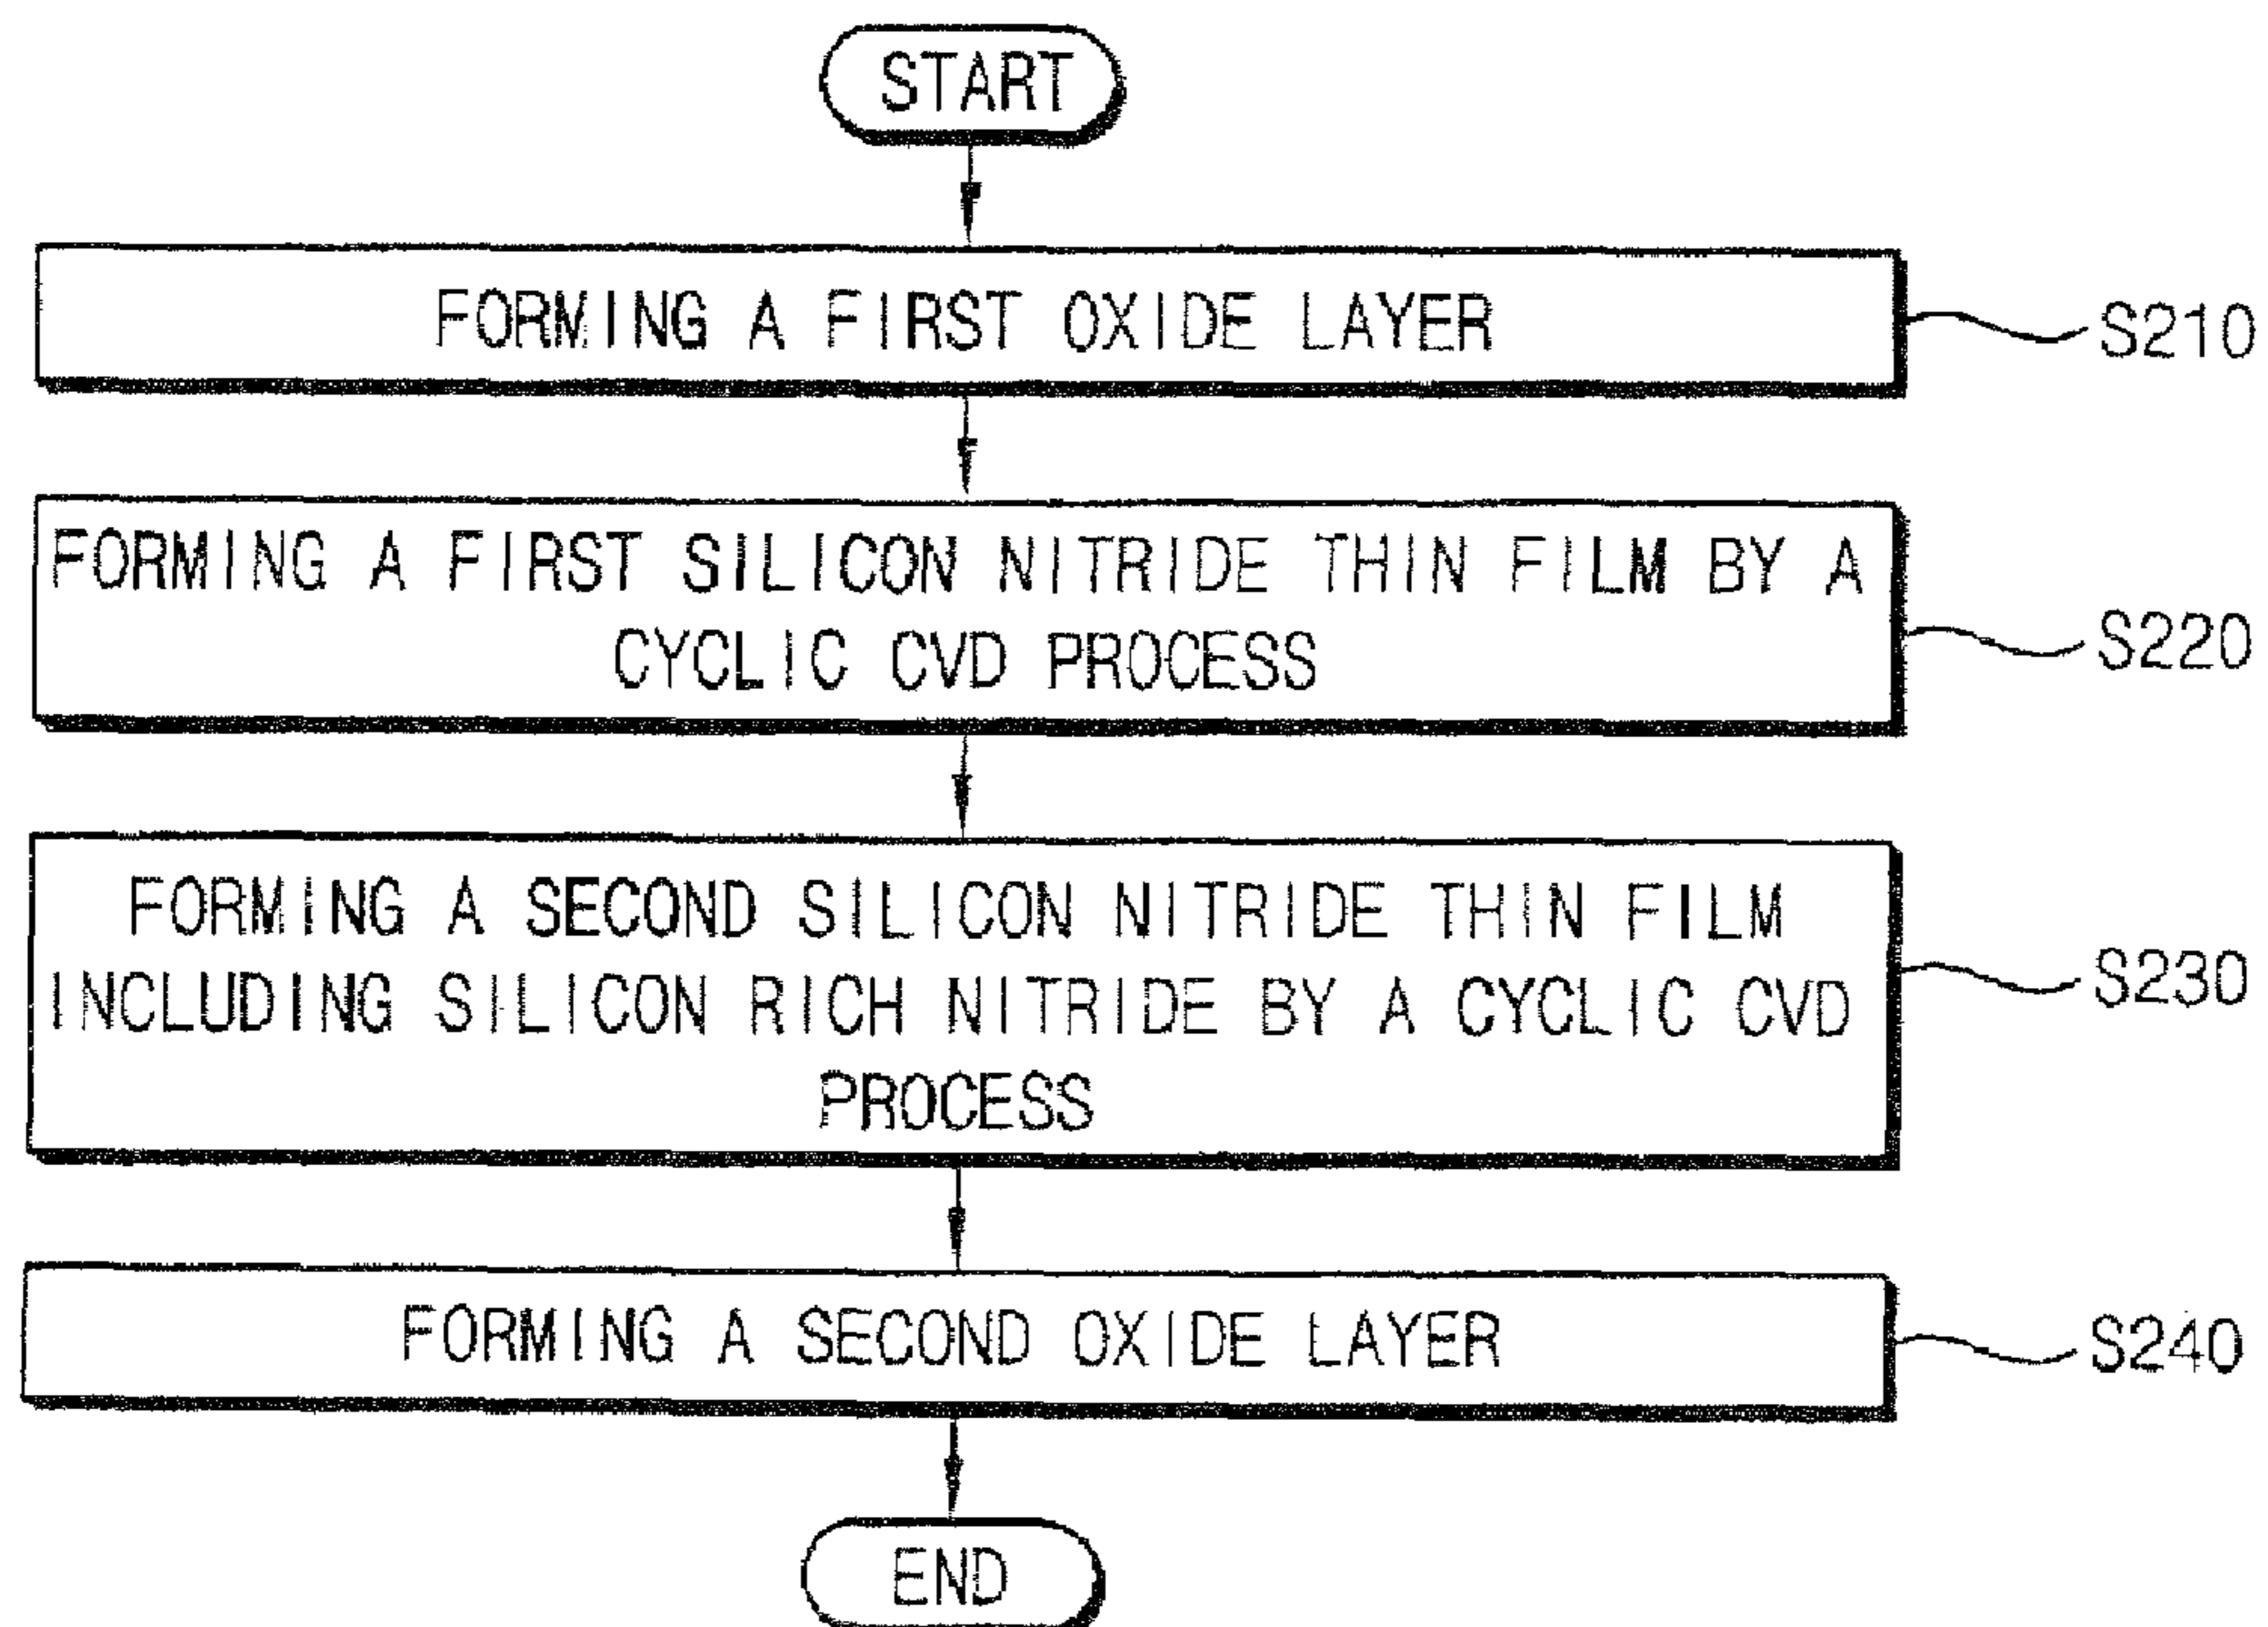 START
FORMING A FIRST OXIDE LAYER
S210
FORMING A FIRST SILICON NITRIDE THIN FILM BY A
CYCLIC CVD PROCESS
S220
FORMING A SECOND SILICON NITRIDE THIN FILM
INCLUDING SILICON RICH NITRIDE BY A CYCLIC CVD
PROCESS
S230
FORMING A SECOND OXIDE LAYER
S240
END